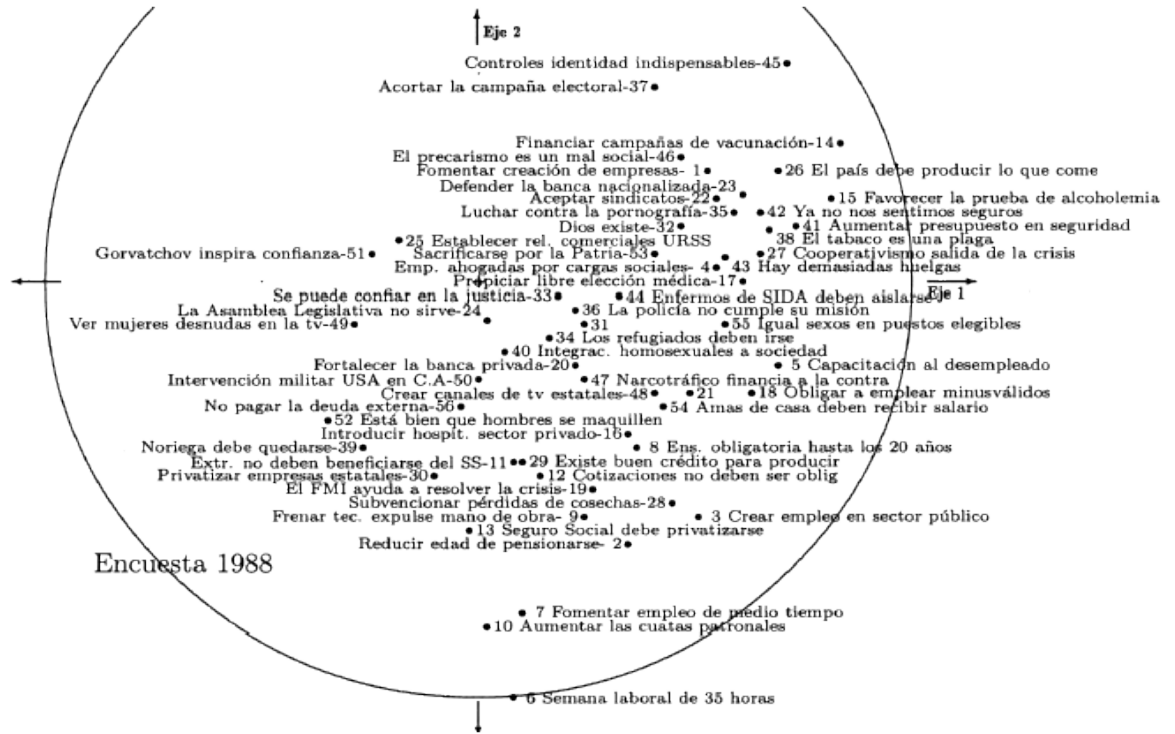 Eje 2
Controles identidad indispensables-45
Acortar la campaña electoral-37
Financiar campañas de vacunación-14
El precarismo es un mal social-46
Fomentar creación de empresas- 1
26 El país debe producir lo que come
Defender la banca nacionalizada-23
Aceptar sindicatos-22
15 Favorecer la prueba de alcoholemia
Luchar contra la pornografía-35
42 Ya no nos sentimos seguros
Dios existe-32
41 Aumentar presupuesto en seguridad
25 Establecer rel. comerciales URSS
38 El tabaco es una plaga
Gorvatchov inspira confianza-51
Sacrificarse por la Patria-53
27 Cooperativismo salida de la crisis
Emp. ahogadas por cargas sociales- 4
43 Hay demasiadas huelgas
Propiciar libre elección médica-17
Eje 1
Se puede confiar en la justicia-33
44 Enfermos de SIDA deben aislarse
La Asamblea Legislativa no sirve-24
36 La policía no cumple su misión
Ver mujeres desnudas en la tv-49
31
55 Igual sexos en puestos elegibles
34 Los refugiados deben irse
40 Integrac. homosexuales a sociedad
Fortalecer la banca privada-20
5 Capacitación al desempleado
Intervención militar USA en C.A-50
47 Narcotráfico financia a la contra
Crear canales de tv estatales-48
21
18 Obligar a emplear minusválidos
No pagar la deuda externa-56
54 Amas de casa deben recibir salario
52 Está bien que hombres se maquillen
Introducir hospit. sector privado-16
Noriega debe quedarse-39
8 Ens. obligatoria hasta los 20 años
Extr. no deben beneficiarse del SS-11
29 Existe buen crédito para producir
Privatizar empresas estatales-30
12 Cotizaciones no deben ser oblig
El FMI ayuda a resolver la crisis-19
Subvencionar pérdidas de cosechas-28
Frenar tec. expulse mano de obra- 9
3 Crear empleo en sector público
13 Seguro Social debe privatizarse
Reducir edad de pensionarse- 2
Encuesta 1988
7 Fomentar empleo de medio tiempo
10 Aumentar las cuatas patronales
6 Semana laboral de 35 horas